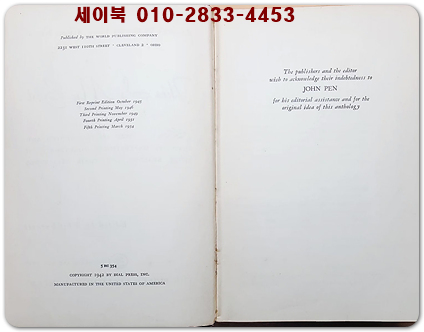 세이북 010-2833-4453
Published by THE WORLD PUBLISHING COMPANY
2231 WEST 110TH STREET · CLEVELAND 2 · OHIO
First Reprint Edition October 1945
Second Printing May 1946
Third Printing November 1949
Fourth Printing April 1951
Fifth Printing March 1954
5 WC 354
COPYRIGHT 1942 BY DIAL PRESS, INC.
MANUFACTURED IN THE UNITED STATES OF AMERICA
The publishers and the editor
wish to acknowledge their indebtedness to
JOHN PEN
for his editorial assistance and for the
original idea of this anthology